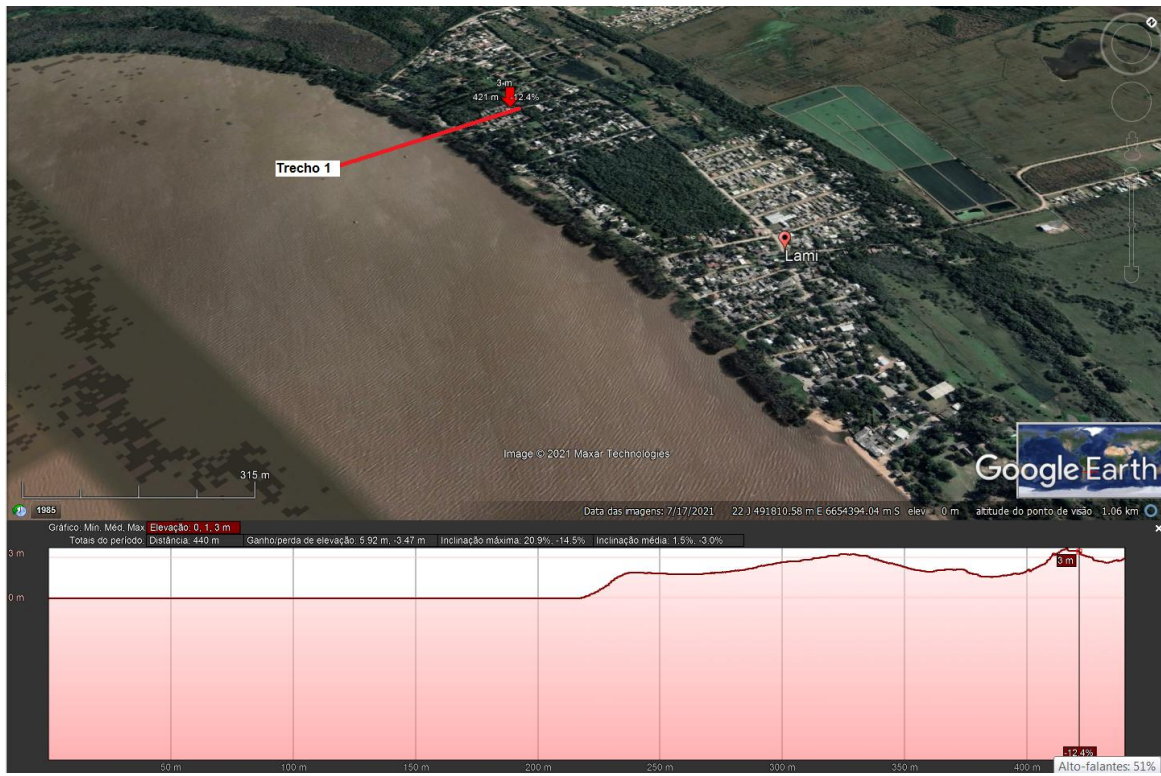 3 m
421 m -12.4%
Trecho 1
Lami
Image © 2021 Maxar Technologies
315 m
Google Earth
1985
Data das imagens: 7/17/2021 22 J 491810.58 m E 6654394.04 m S elev 0 m altitude do ponto de visão 1.06 km
Gráfico: Mín, Méd, Máx Elevação: 0, 1, 3 m
Totais do período: Distância: 440 m Ganho/perda de elevação: 5.92 m, -3.47 m Inclinação máxima: 20.9%, -14.5% Inclinação média: 1.5%, -3.0%
3 m
3 m
0 m
-12.4%
50 m 100 m 150 m 200 m 250 m 300 m 350 m 400 m
Alto-falantes: 51%